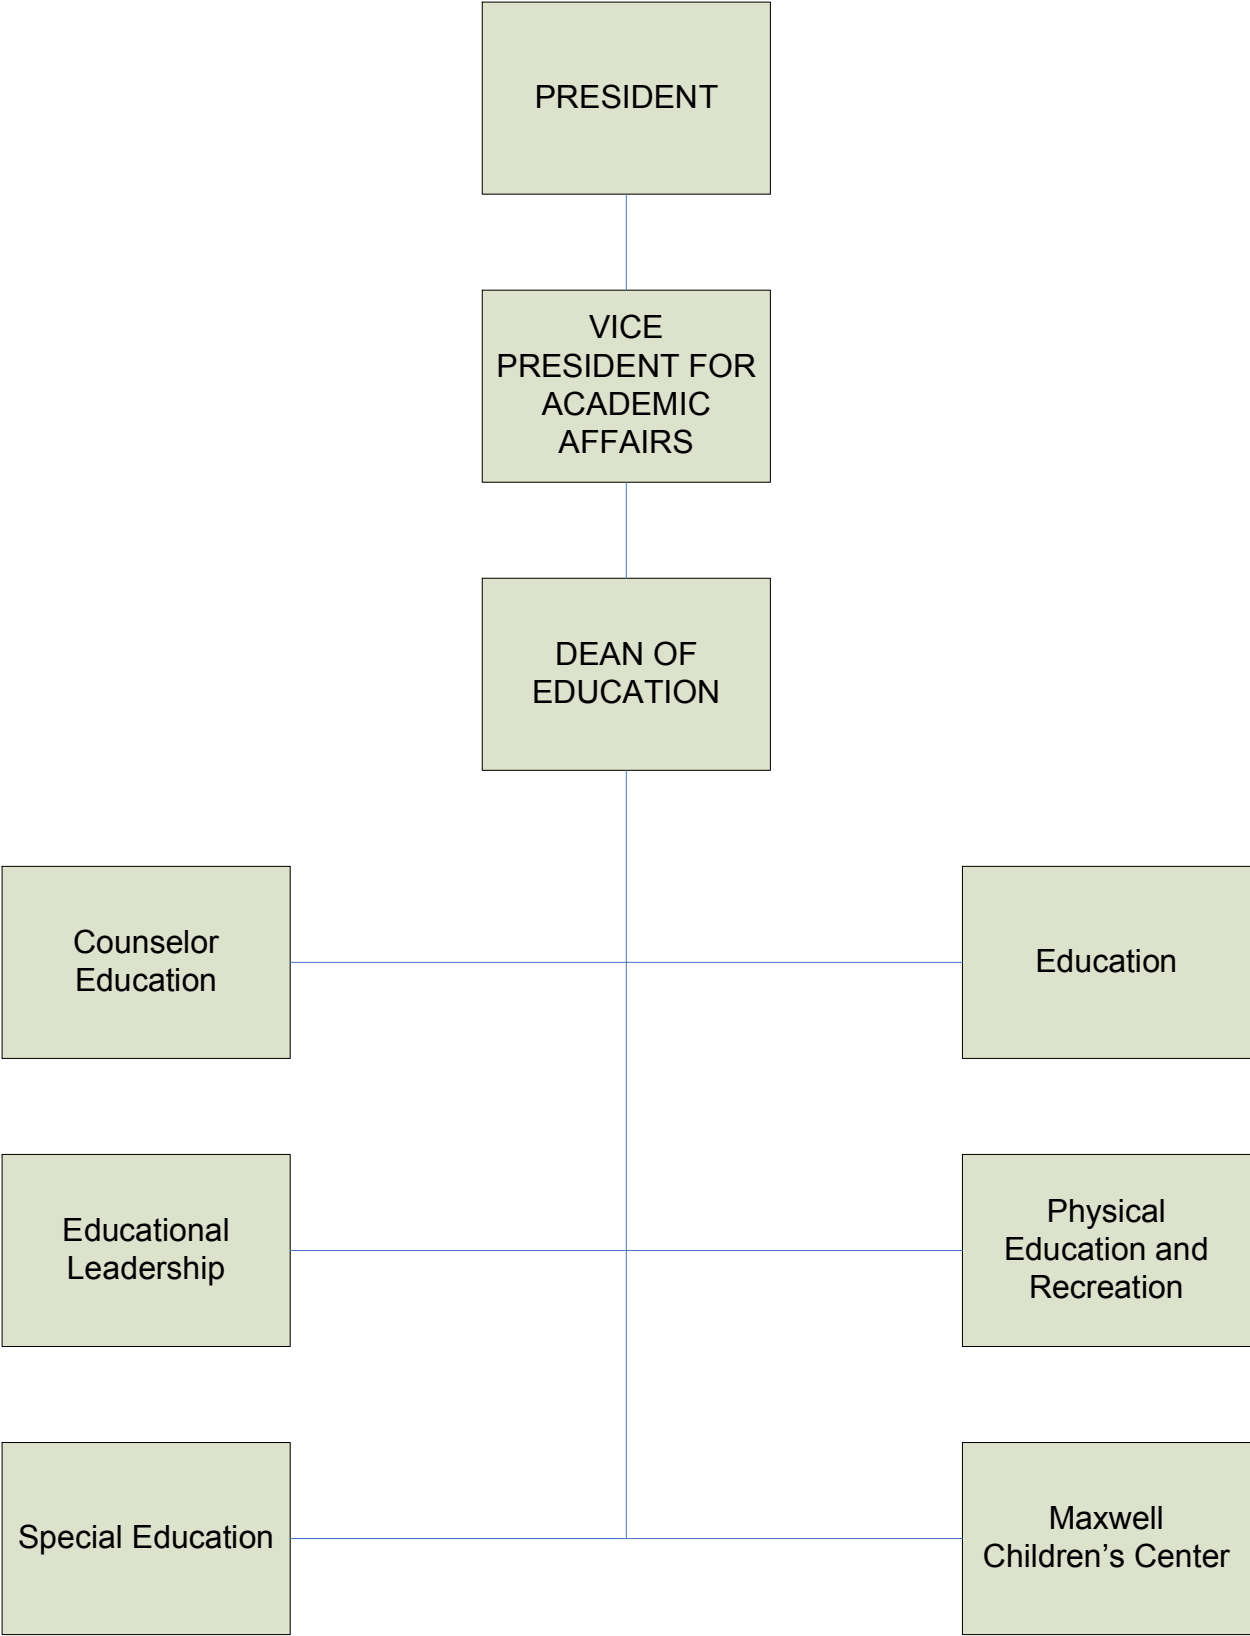 PRESIDENT
VICE
PRESIDENT FOR
ACADEMIC
AFFAIRS
DEAN OF
EDUCATION
Counselor
Education
Education
Educational
Leadership
Physical
Education and
Recreation
Special Education
Maxwell
Children’s Center